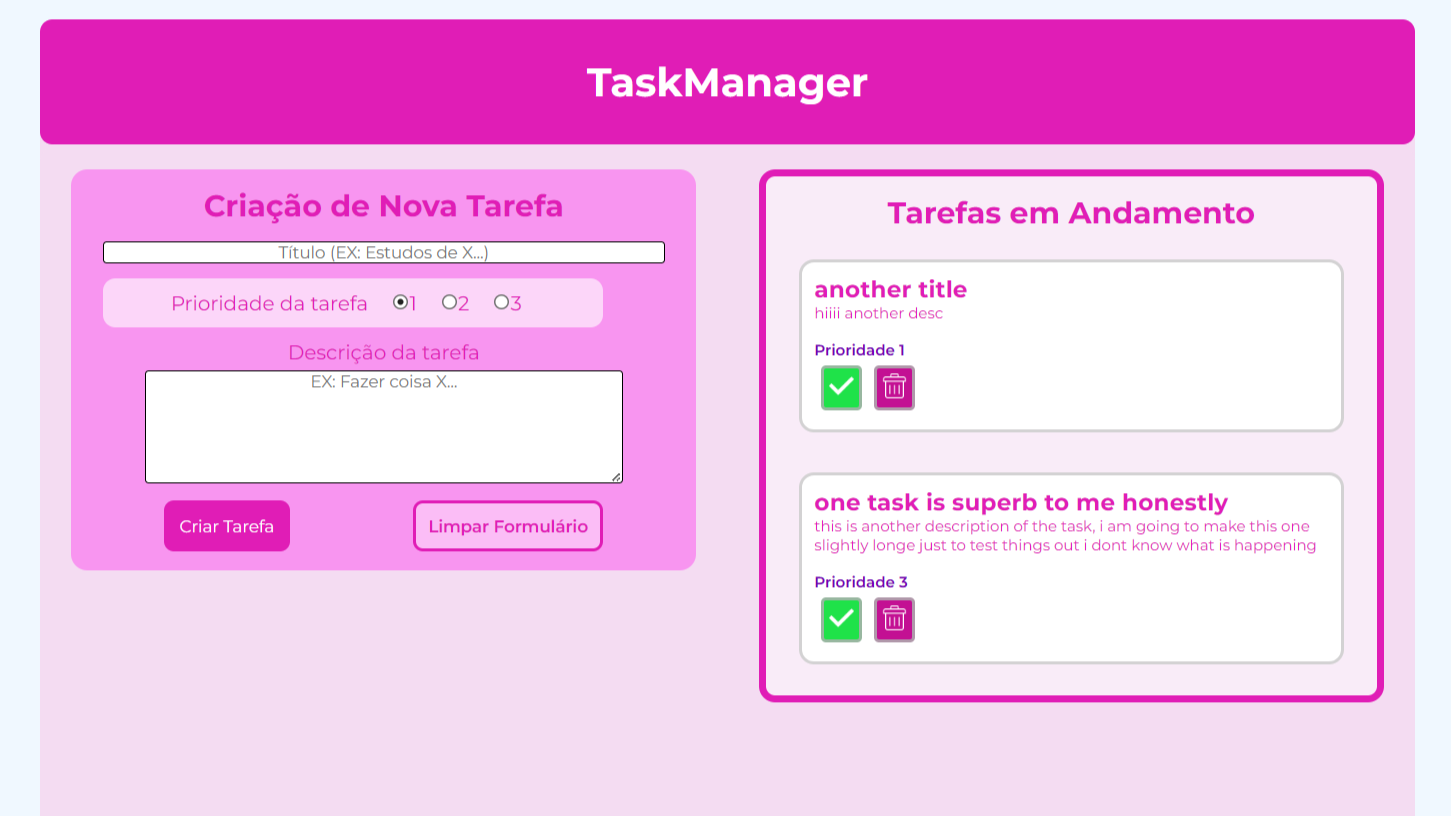 TaskManager
Criação de Nova Tarefa
Título (EX: Estudos de X...)
Prioridade da tarefa 1 2 3
Descrição da tarefa
EX: Fazer coisa X...
Criar Tarefa
Limpar Formulário
Tarefas em Andamento
another title
hiiii another desc
Prioridade 1
one task is superb to me honestly
this is another description of the task, i am going to make this one
slightly longe just to test things out i dont know what is happening
Prioridade 3